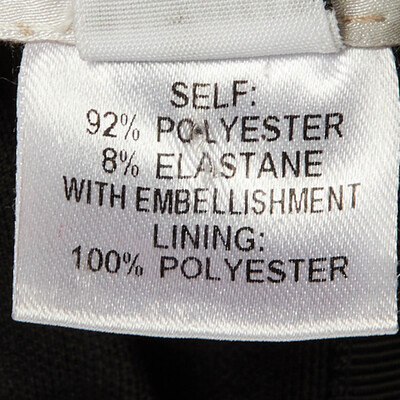 SELF:
92% POLYESTER
8% ELASTANE
WITH EMBELLISHMENT
LINING:
100% POLYESTER